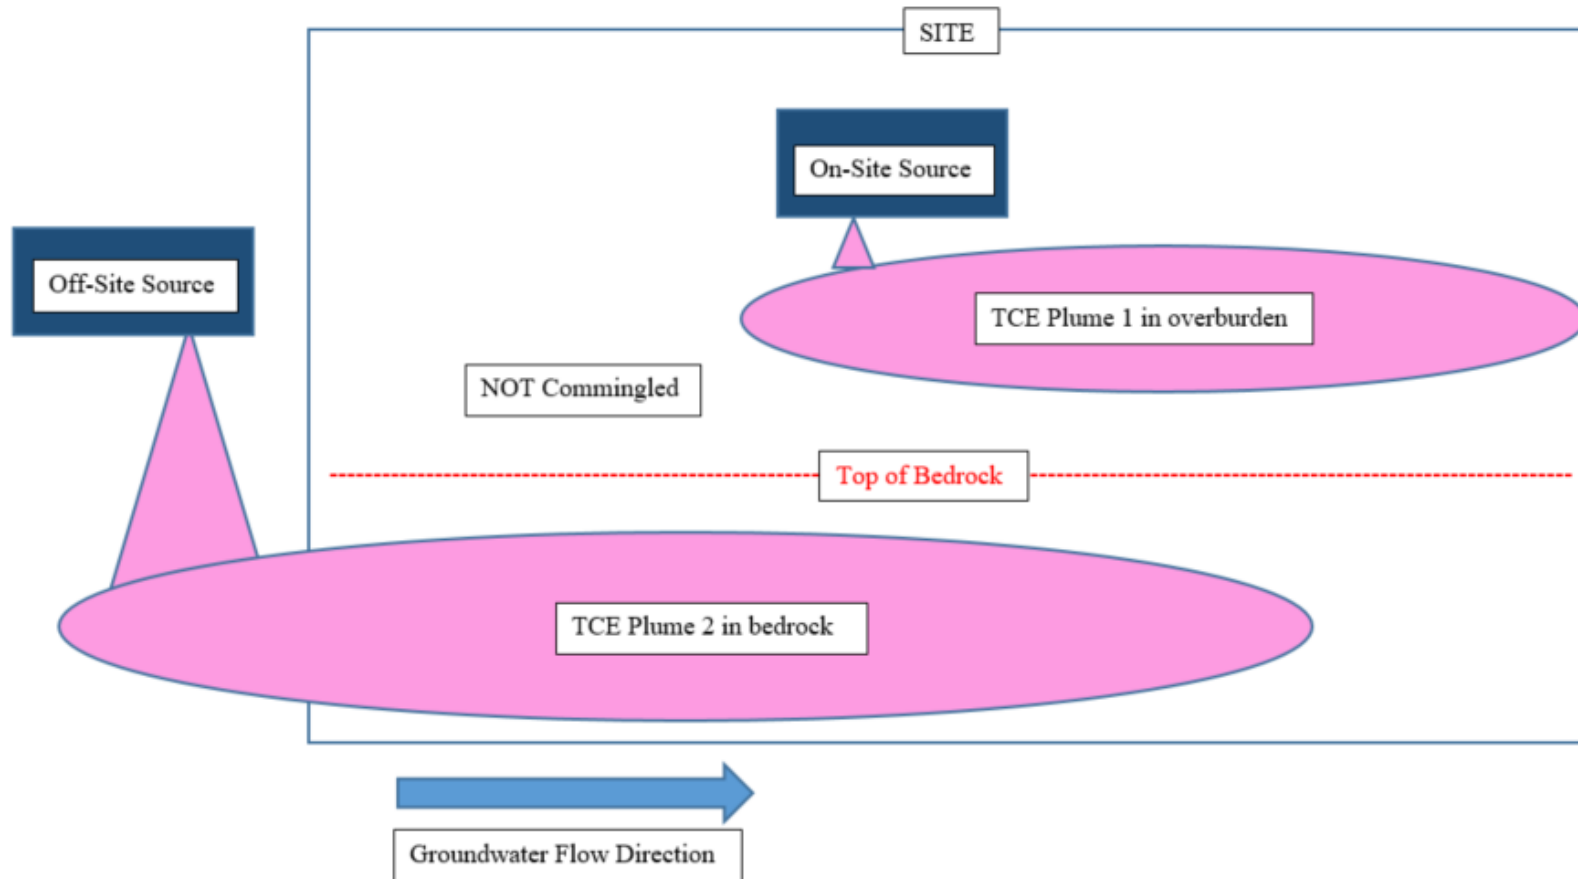 SITE
On-Site Source
Off-Site Source
TCE Plume 1 in overburden
NOT Commingled
Top of Bedrock
TCE Plume 2 in bedrock
Groundwater Flow Direction